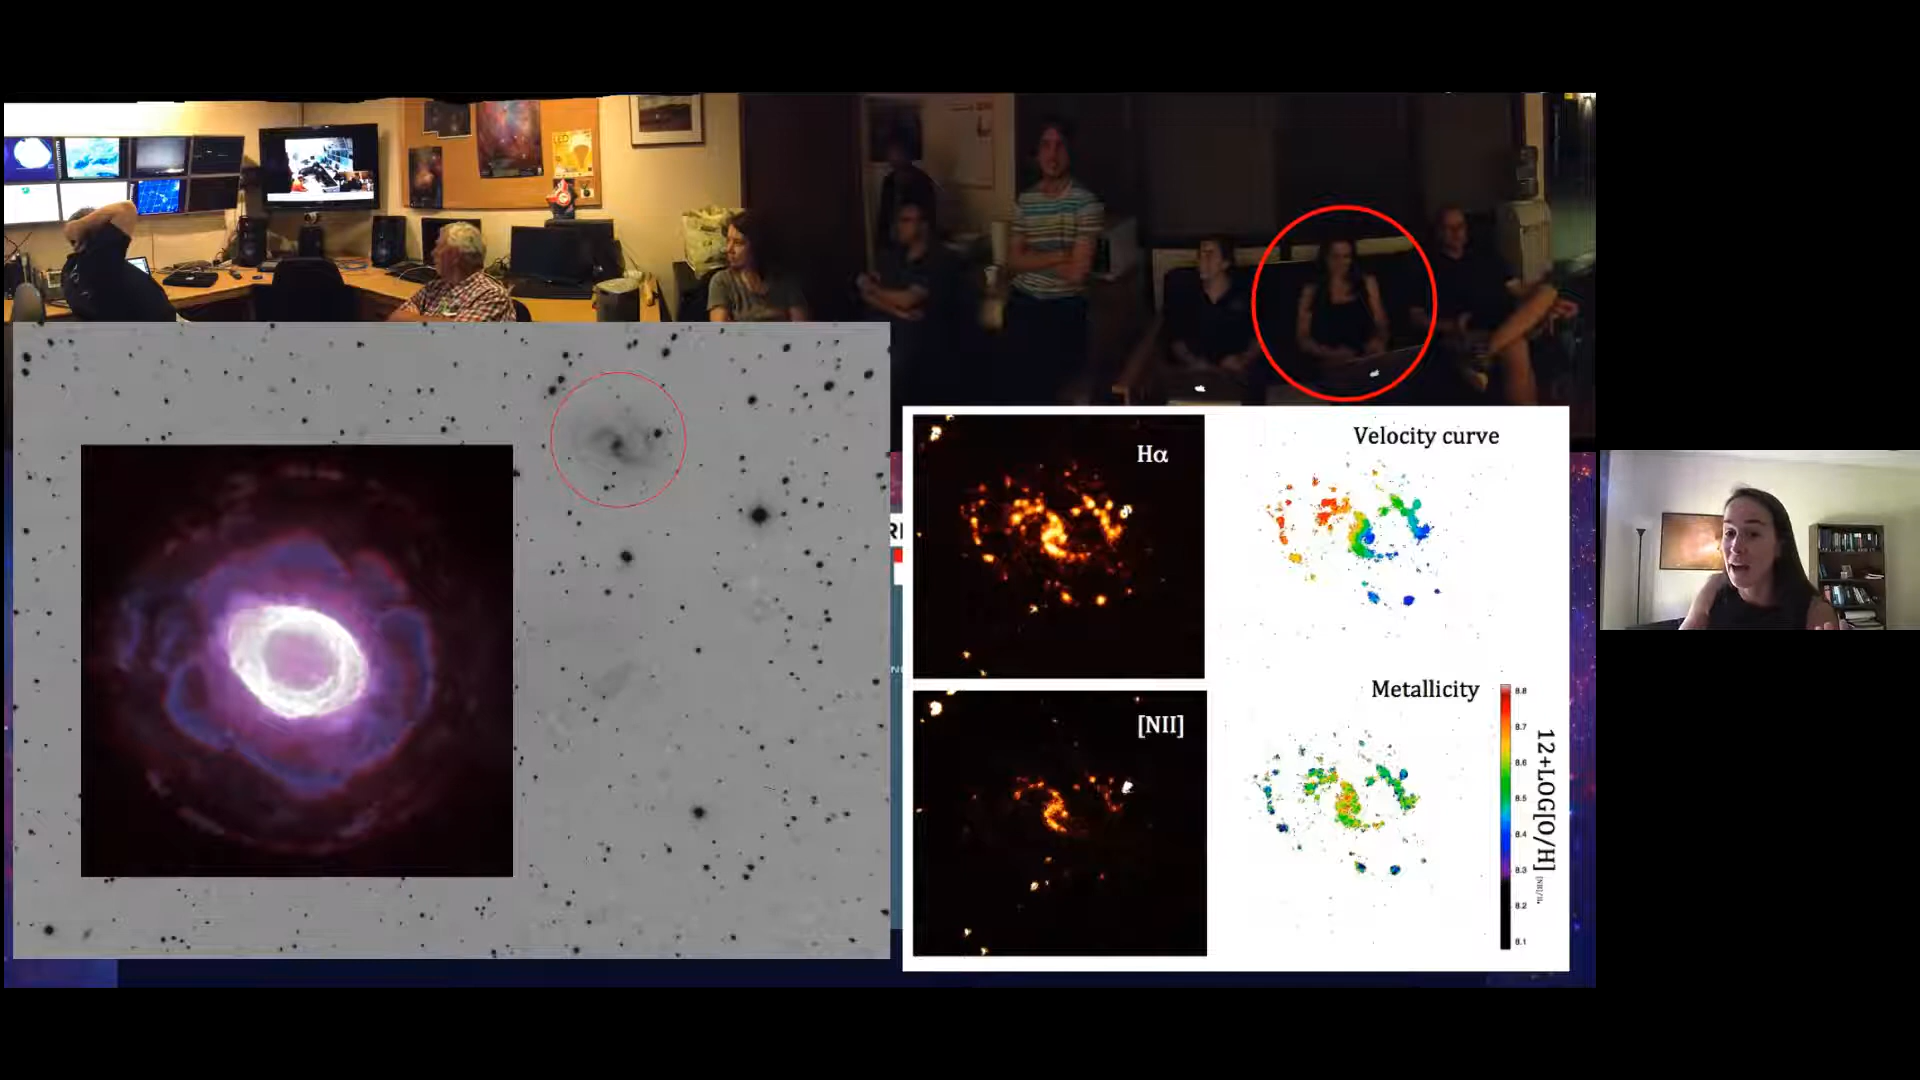 LED
Hα
Velocity curve
[NII]
Metallicity
8.8
8.7
8.6
8.5
8.4
8.3
8.2
8.1
12+LOG[O/H]